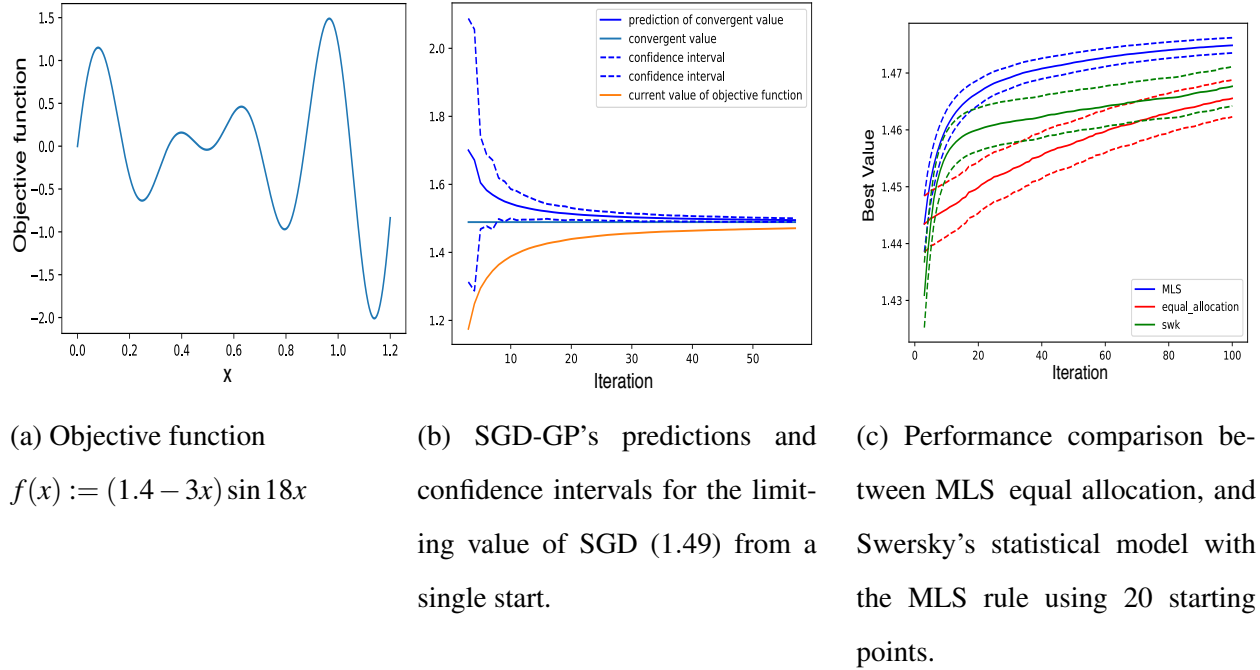 Objective function
1.5
1.0
0.5
0.0
−0.5
−1.0
−1.5
−2.0
0.0 0.2 0.4 0.6 0.8 1.0 1.2
X
prediction of convergent value
convergent value
confidence interval
confidence interval
current value of objective function
2.0
1.8
1.6
1.4
1.2
10 20 30 40 50
Iteration
Best Value
1.47
1.46
1.45
1.44
1.43
MLS
equal_allocation
swk
0 20 40 60 80 100
Iteration
(a) Objective function
f(x) := (1.4 − 3x) sin 18x
(b) SGD-GP's predictions and
confidence intervals for the limit-
ing value of SGD (1.49) from a
single start.
(c) Performance comparison be-
tween MLS equal allocation, and
Swersky's statistical model with
the MLS rule using 20 starting
points.